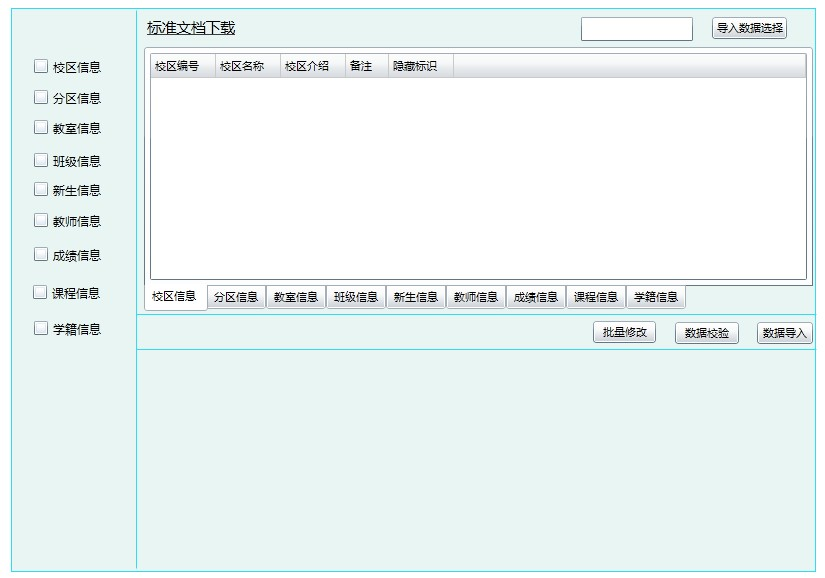 标准文档下载
导入数据选择
校区信息
分区信息
教室信息
班级信息
新生信息
教师信息
成绩信息
课程信息
学籍信息
校区编号 校区名称 校区介绍 备注 隐藏标识
校区信息 分区信息 教室信息 班级信息 新生信息 教师信息 成绩信息 课程信息 学籍信息
批量修改 数据校验 数据导入